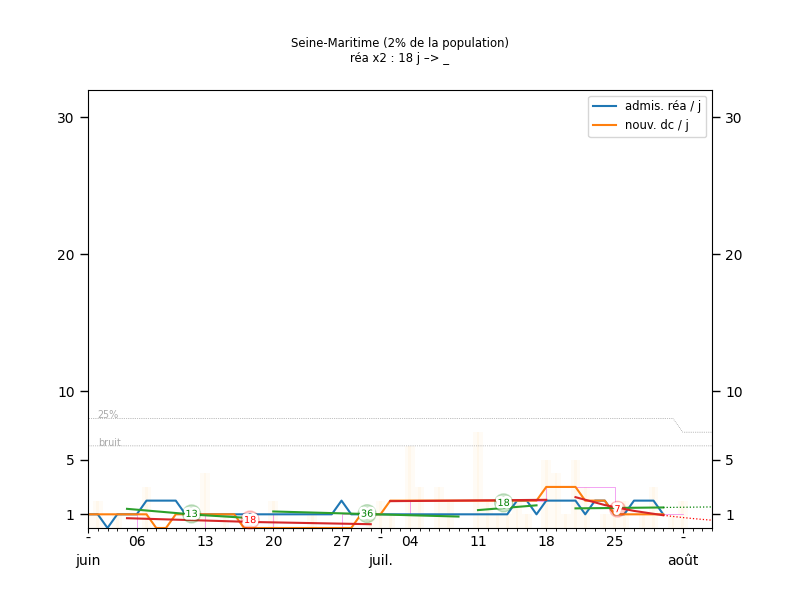 Seine-Maritime (2% de la population)
réa x2 : 18 j –> _
admis. réa / j
nouv. dc / j
30 30
20 20
10 10
25%
bruit
5 5
1 1
13 18 36 18 7
- 06 13 20 27 - 04 11 18 25 -
juin juil. août